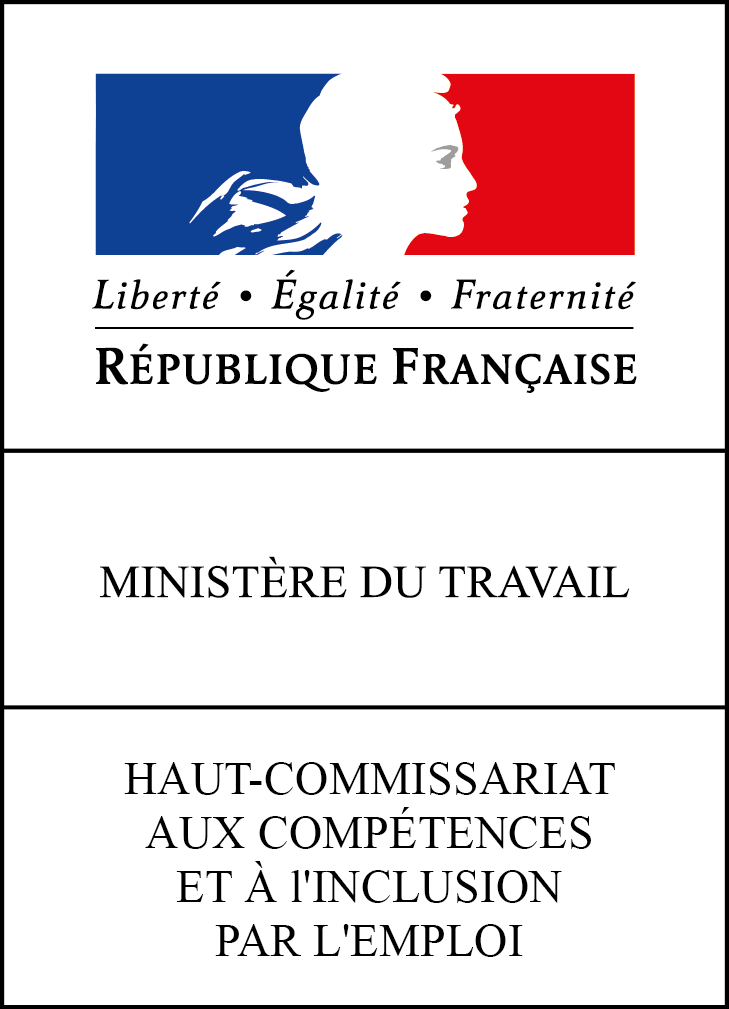 Liberté • Égalité • Fraternité
RÉPUBLIQUE FRANÇAISE
MINISTÈRE DU TRAVAIL
HAUT-COMMISSARIAT
AUX COMPÉTENCES
ET À l'INCLUSION
PAR L'EMPLOI